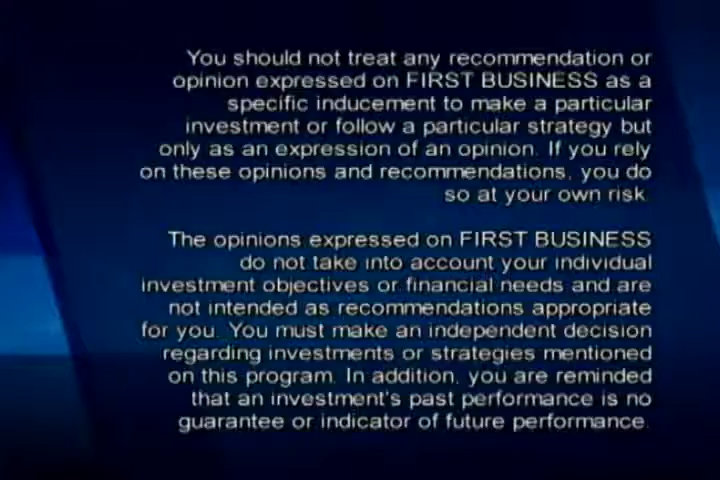 You should not treat any recommendation or
opinion expressed on FIRST BUSINESS as a
specific inducement to make a particular
investment or follow a particular strategy but
only as an expression of an opinion. If you rely
on these opinions and recommendations, you do
so at your own risk.
The opinions expressed on FIRST BUSINESS
do not take into account your individual
investment objectives or financial needs and are
not intended as recommendations appropriate
for you. You must make an independent decision
regarding investments or strategies mentioned
on this program. In addition, you are reminded
that an investment's past performance is no
guarantee or indicator of future performance.